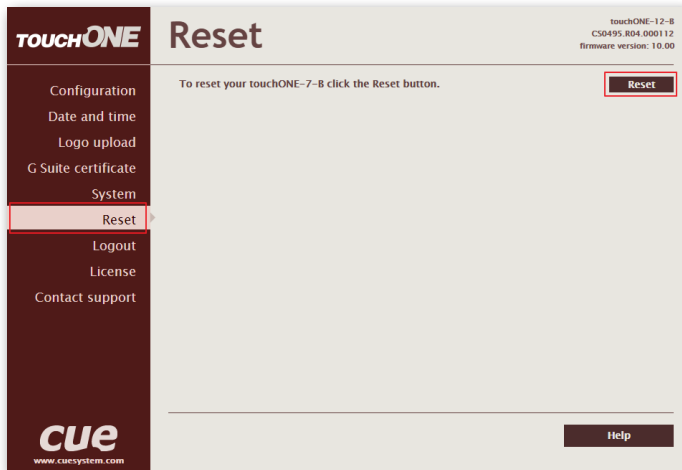 TOUCHONE
Reset
touchONE-12-B
CS0495.R04.000112
firmware version: 10.00
Configuration
Date and time
Logo upload
G Suite certificate
System
Reset
Logout
License
Contact support
To reset your touchONE-7-B click the Reset button.
Reset
cue
www.cuesystem.com
Help